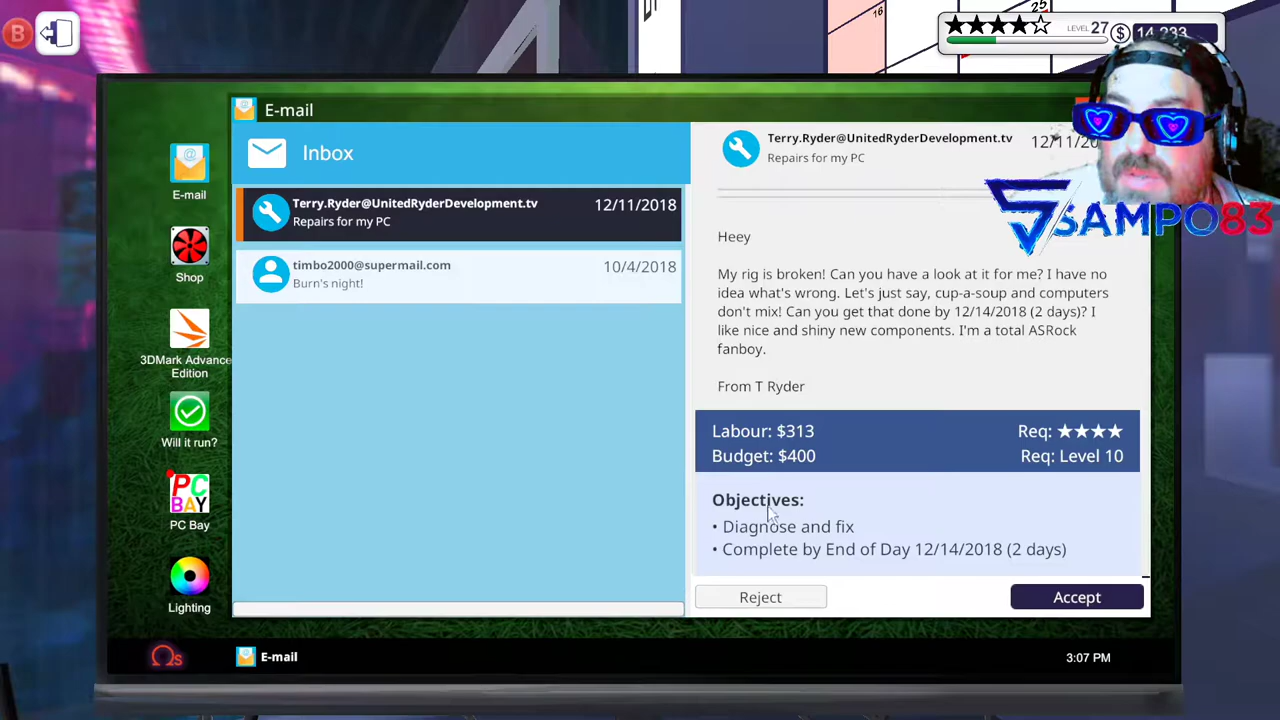 B
16
25
LEVEL 27
$
14,233
E-mail
Inbox
Terry.Ryder@UnitedRyderDevelopment.tv 12/11/2018
Repairs for my PC
timbo2000@supermail.com 10/4/2018
Burn's night!
E-mail
Shop
3DMark Advance
Edition
Will it run?
PC
BAY
PC Bay
Lighting
Terry.Ryder@UnitedRyderDevelopment.tv
Repairs for my PC
SAMPO83
Heey
My rig is broken! Can you have a look at it for me? I have no
idea what's wrong. Let's just say, cup-a-soup and computers
don't mix! Can you get that done by 12/14/2018 (2 days)? I
like nice and shiny new components. I'm a total ASRock
fanboy.
From T Ryder
Labour: $313 Req: ★★★★
Budget: $400 Req: Level 10
Objectives:
• Diagnose and fix
• Complete by End of Day 12/14/2018 (2 days)
Reject Accept
Ωs E-mail 3:07 PM